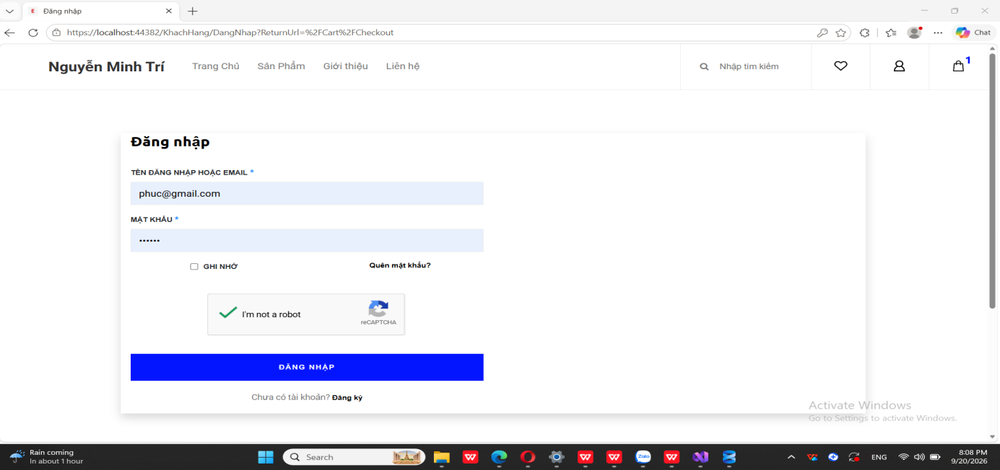 Đăng nhập
https://localhost:44382/KhachHang/DangNhap?ReturnUrl=%2FCart%2FCheckout
Chat
Nguyễn Minh Trí
Trang Chủ
Sản Phẩm
Giới thiệu
Liên hệ
Nhập tìm kiếm
1
Đăng nhập
TÊN ĐĂNG NHẬP HOẶC EMAIL *
phuc@gmail.com
MẬT KHẨU *
••••••
GHI NHỚ
Quên mật khẩu?
I'm not a robot
reCAPTCHA
ĐĂNG NHẬP
Chưa có tài khoản? Đăng ký
Activate Windows
Go to Settings to activate Windows.
Rain coming
In about 1 hour
Search
Zalo
ENG
8:08 PM
9/20/2026